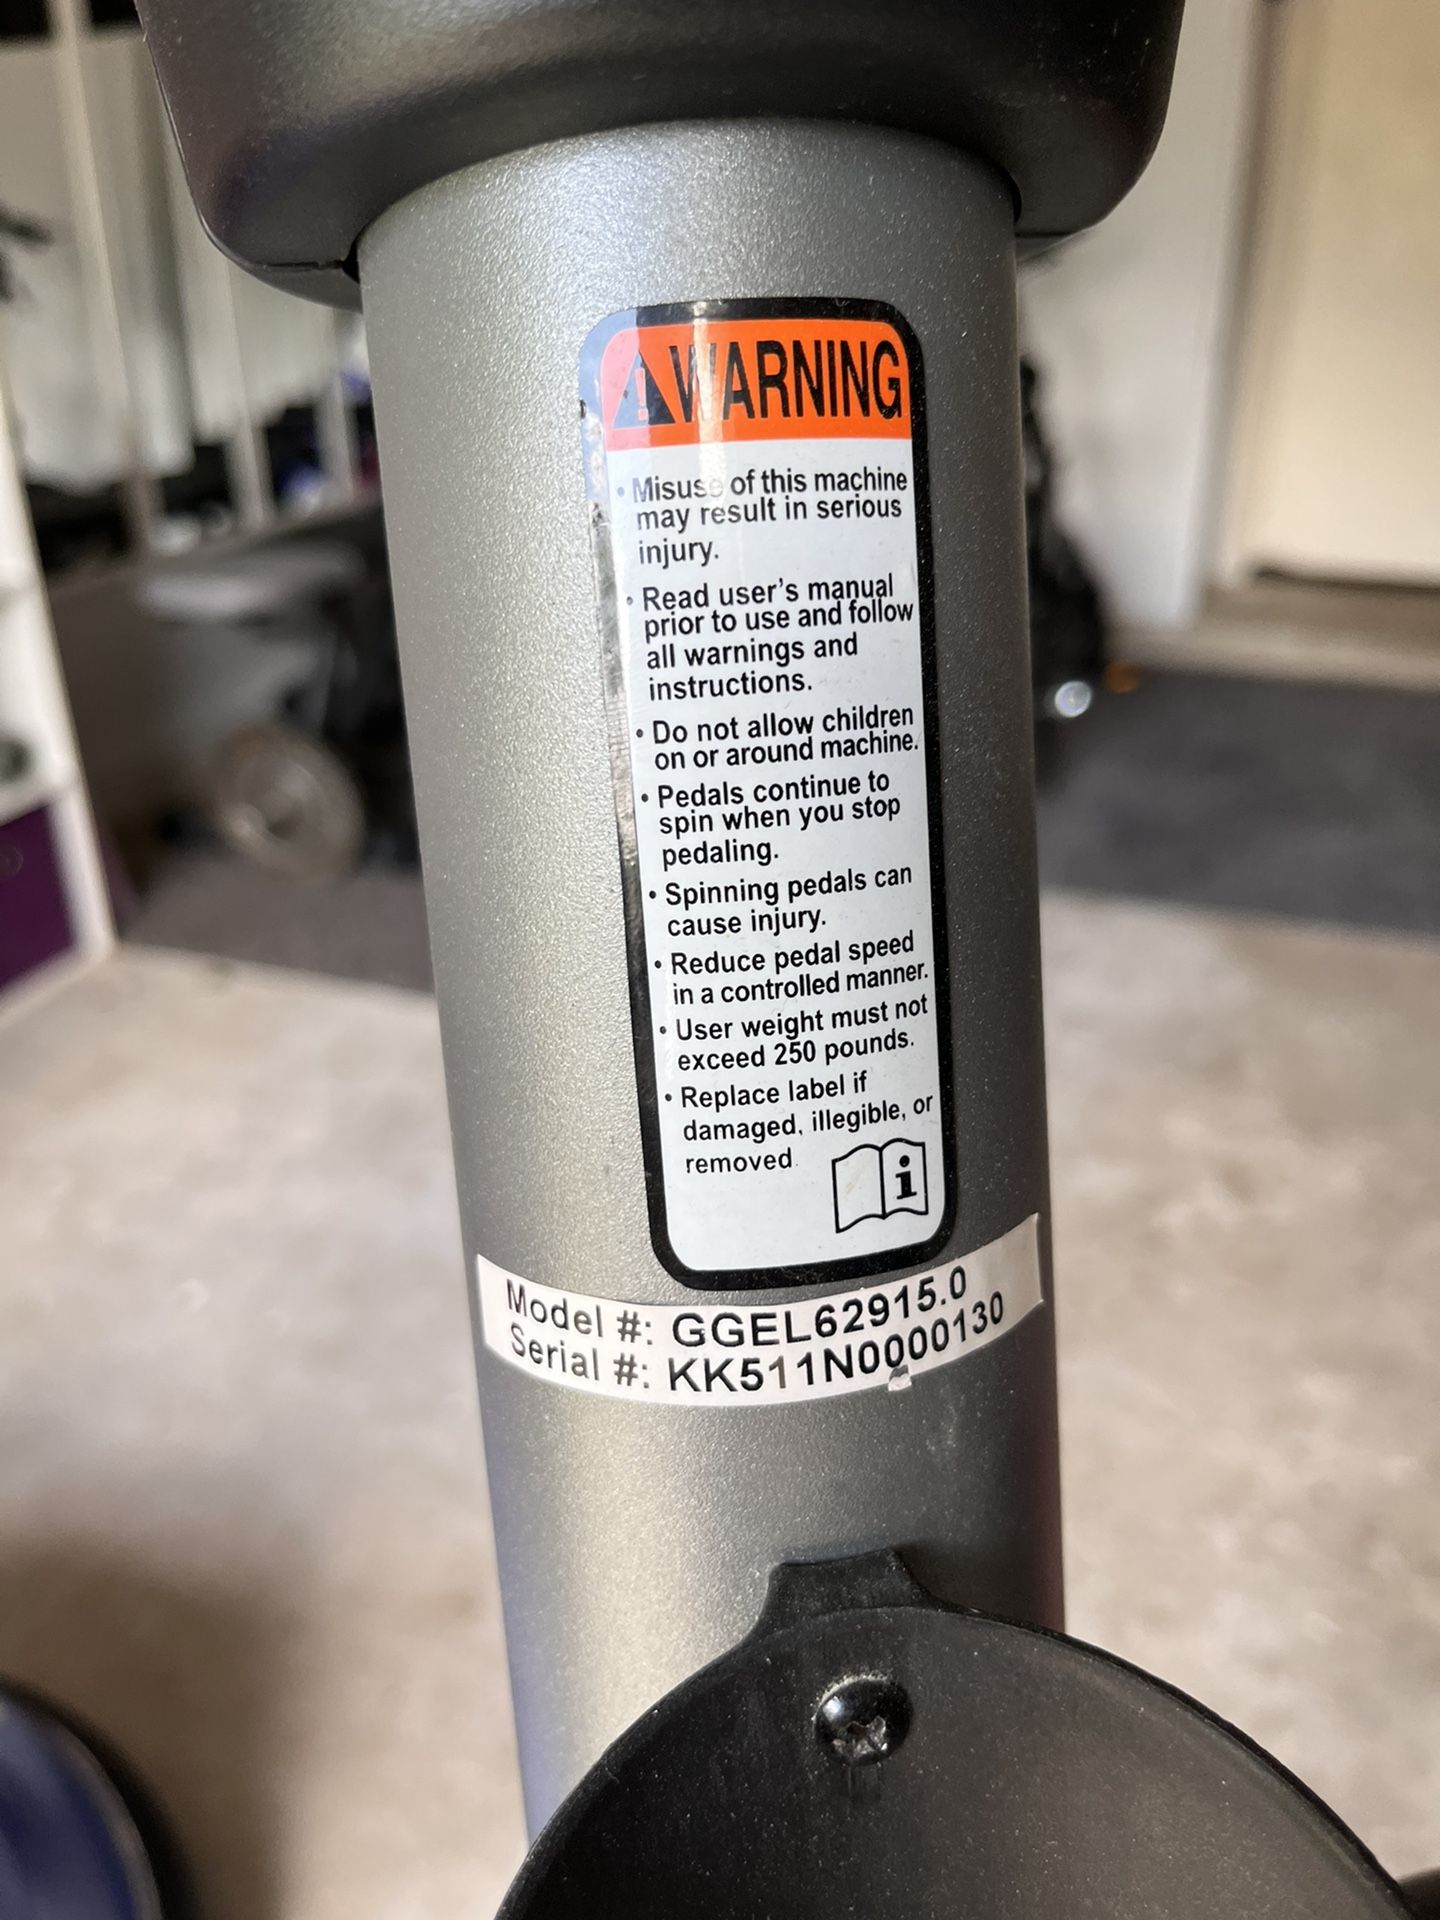 WARNING
• Misuse of this machine
may result in serious
injury.
• Read user's manual
prior to use and follow
all warnings and
instructions.
• Do not allow children
on or around machine.
• Pedals continue to
spin when you stop
pedaling.
• Spinning pedals can
cause injury.
• Reduce pedal speed
in a controlled manner.
• User weight must not
exceed 250 pounds.
• Replace label if
damaged, illegible, or
removed
Model #: GGEL62915.0
Serial #: KK511N0000130